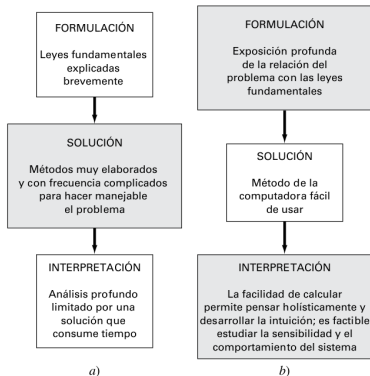 FORMULACIÓN
Leyes fundamentales
explicadas
brevemente
SOLUCIÓN
Métodos muy elaborados
y con frecuencia complicados
para hacer manejable
el problema
INTERPRETACIÓN
Análisis profundo
limitado por una
solución que
consume tiempo
a)
FORMULACIÓN
Exposición profunda
de la relación del
problema con las leyes
fundamentales
SOLUCIÓN
Método de la
computadora fácil
de usar
INTERPRETACIÓN
La facilidad de calcular
permite pensar holísticamente y
desarrollar la intuición; es factible
estudiar la sensibilidad y el
comportamiento del sistema
b)